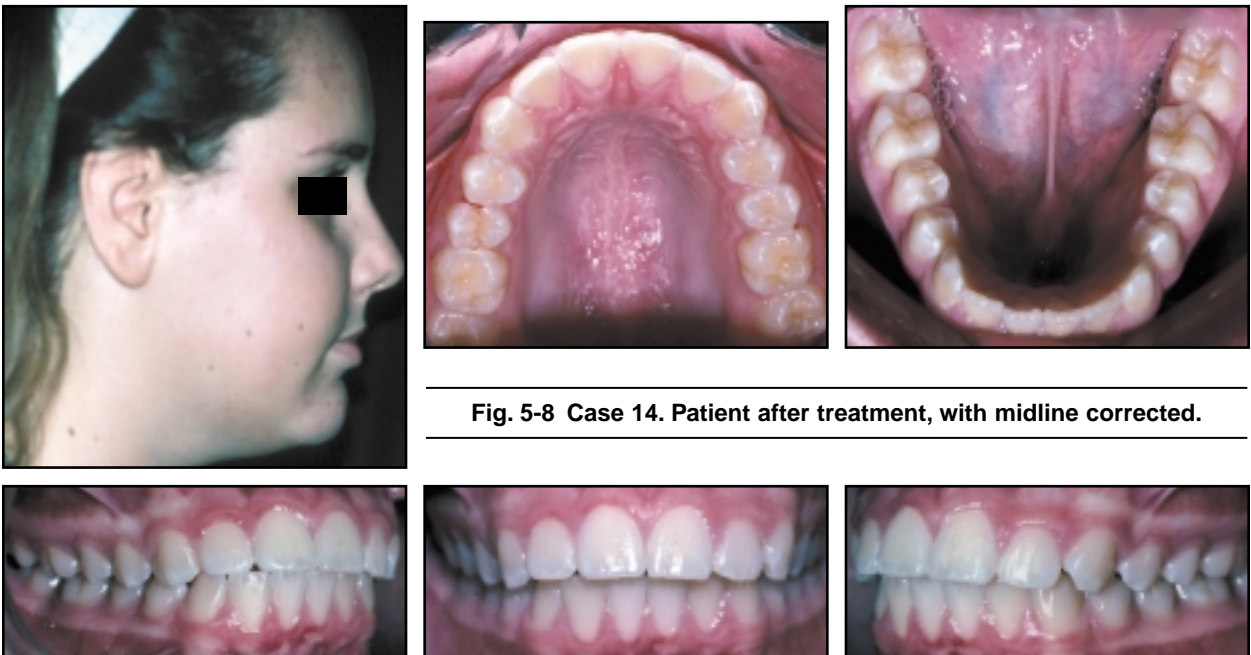 Fig. 5-8 Case 14. Patient after treatment, with midline corrected.